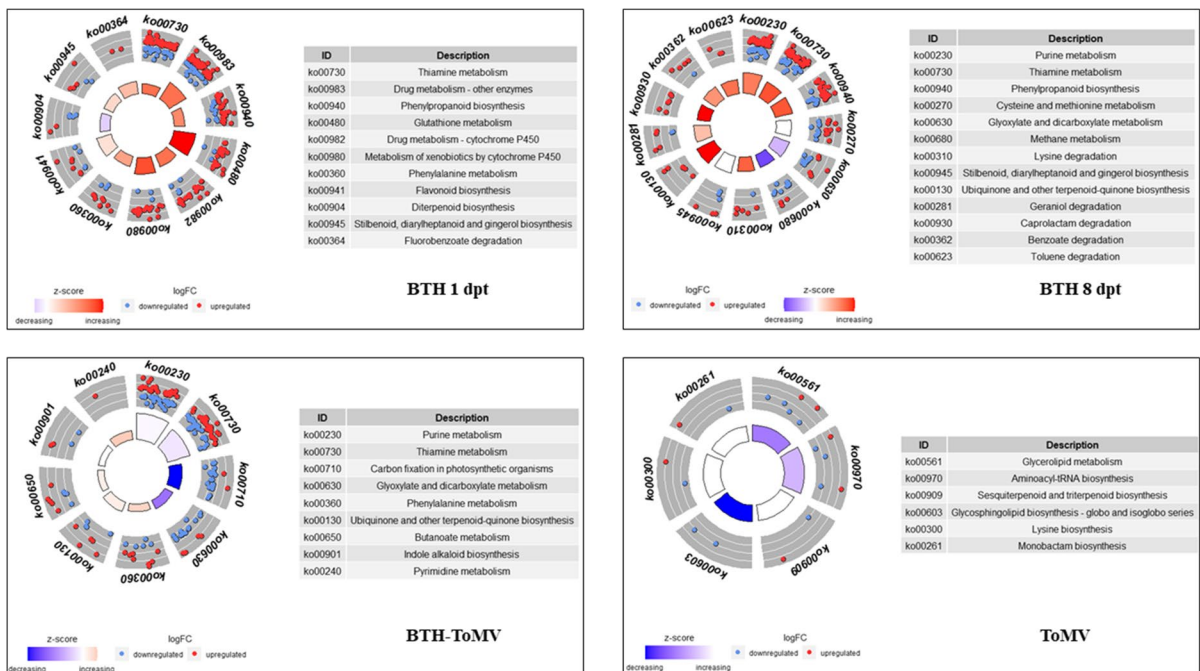 ko00730
ko00983
ko00940
ko00480
ko00982
ko00980
ko00360
ko00941
ko00904
ko00945
ko00364
ID Description
ko00730 Thiamine metabolism
ko00983 Drug metabolism - other enzymes
ko00940 Phenylpropanoid biosynthesis
ko00480 Glutathione metabolism
ko00982 Drug metabolism - cytochrome P450
ko00980 Metabolism of xenobiotics by cytochrome P450
ko00360 Phenylalanine metabolism
ko00941 Flavonoid biosynthesis
ko00904 Diterpenoid biosynthesis
ko00945 Stilbenoid, diarylheptanoid and gingerol biosynthesis
ko00364 Fluorobenzoate degradation
z-score logFC
decreasing increasing downregulated upregulated
BTH 1 dpt
ko00230
ko00730
ko00940
ko00270
ko00630
ko00680
ko00310
ko00945
ko00130
ko00281
ko00930
ko00362
ko00623
ID Description
ko00230 Purine metabolism
ko00730 Thiamine metabolism
ko00940 Phenylpropanoid biosynthesis
ko00270 Cysteine and methionine metabolism
ko00630 Glyoxylate and dicarboxylate metabolism
ko00680 Methane metabolism
ko00310 Lysine degradation
ko00945 Stilbenoid, diarylheptanoid and gingerol biosynthesis
ko00130 Ubiquinone and other terpenoid-quinone biosynthesis
ko00281 Geraniol degradation
ko00930 Caprolactam degradation
ko00362 Benzoate degradation
ko00623 Toluene degradation
logFC z-score
downregulated upregulated decreasing increasing
BTH 8 dpt
ko00230
ko00730
ko00710
ko00630
ko00360
ko00130
ko00650
ko00901
ko00240
ID Description
ko00230 Purine metabolism
ko00730 Thiamine metabolism
ko00710 Carbon fixation in photosynthetic organisms
ko00630 Glyoxylate and dicarboxylate metabolism
ko00360 Phenylalanine metabolism
ko00130 Ubiquinone and other terpenoid-quinone biosynthesis
ko00650 Butanoate metabolism
ko00901 Indole alkaloid biosynthesis
ko00240 Pyrimidine metabolism
z-score logFC
decreasing increasing downregulated upregulated
BTH-ToMV
ko00561
ko00970
ko00909
ko00603
ko00300
ko00261
ID Description
ko00561 Glycerolipid metabolism
ko00970 Aminoacyl-tRNA biosynthesis
ko00909 Sesquiterpenoid and triterpenoid biosynthesis
ko00603 Glycosphingolipid biosynthesis - globo and isoglobo series
ko00300 Lysine biosynthesis
ko00261 Monobactam biosynthesis
z-score logFC
decreasing increasing downregulated upregulated
ToMV